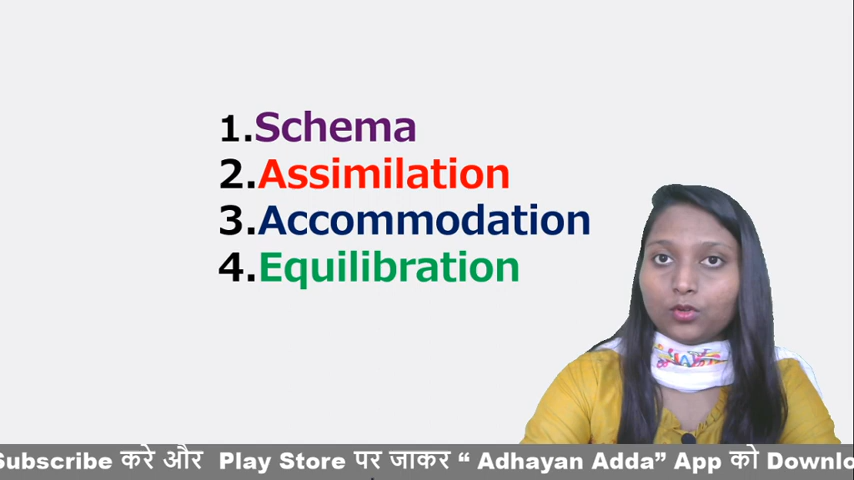 1.Schema
2.Assimilation
3.Accommodation
4.Equilibration
Subscribe करे और Play Store पर जाकर “ Adhayan Adda” App को